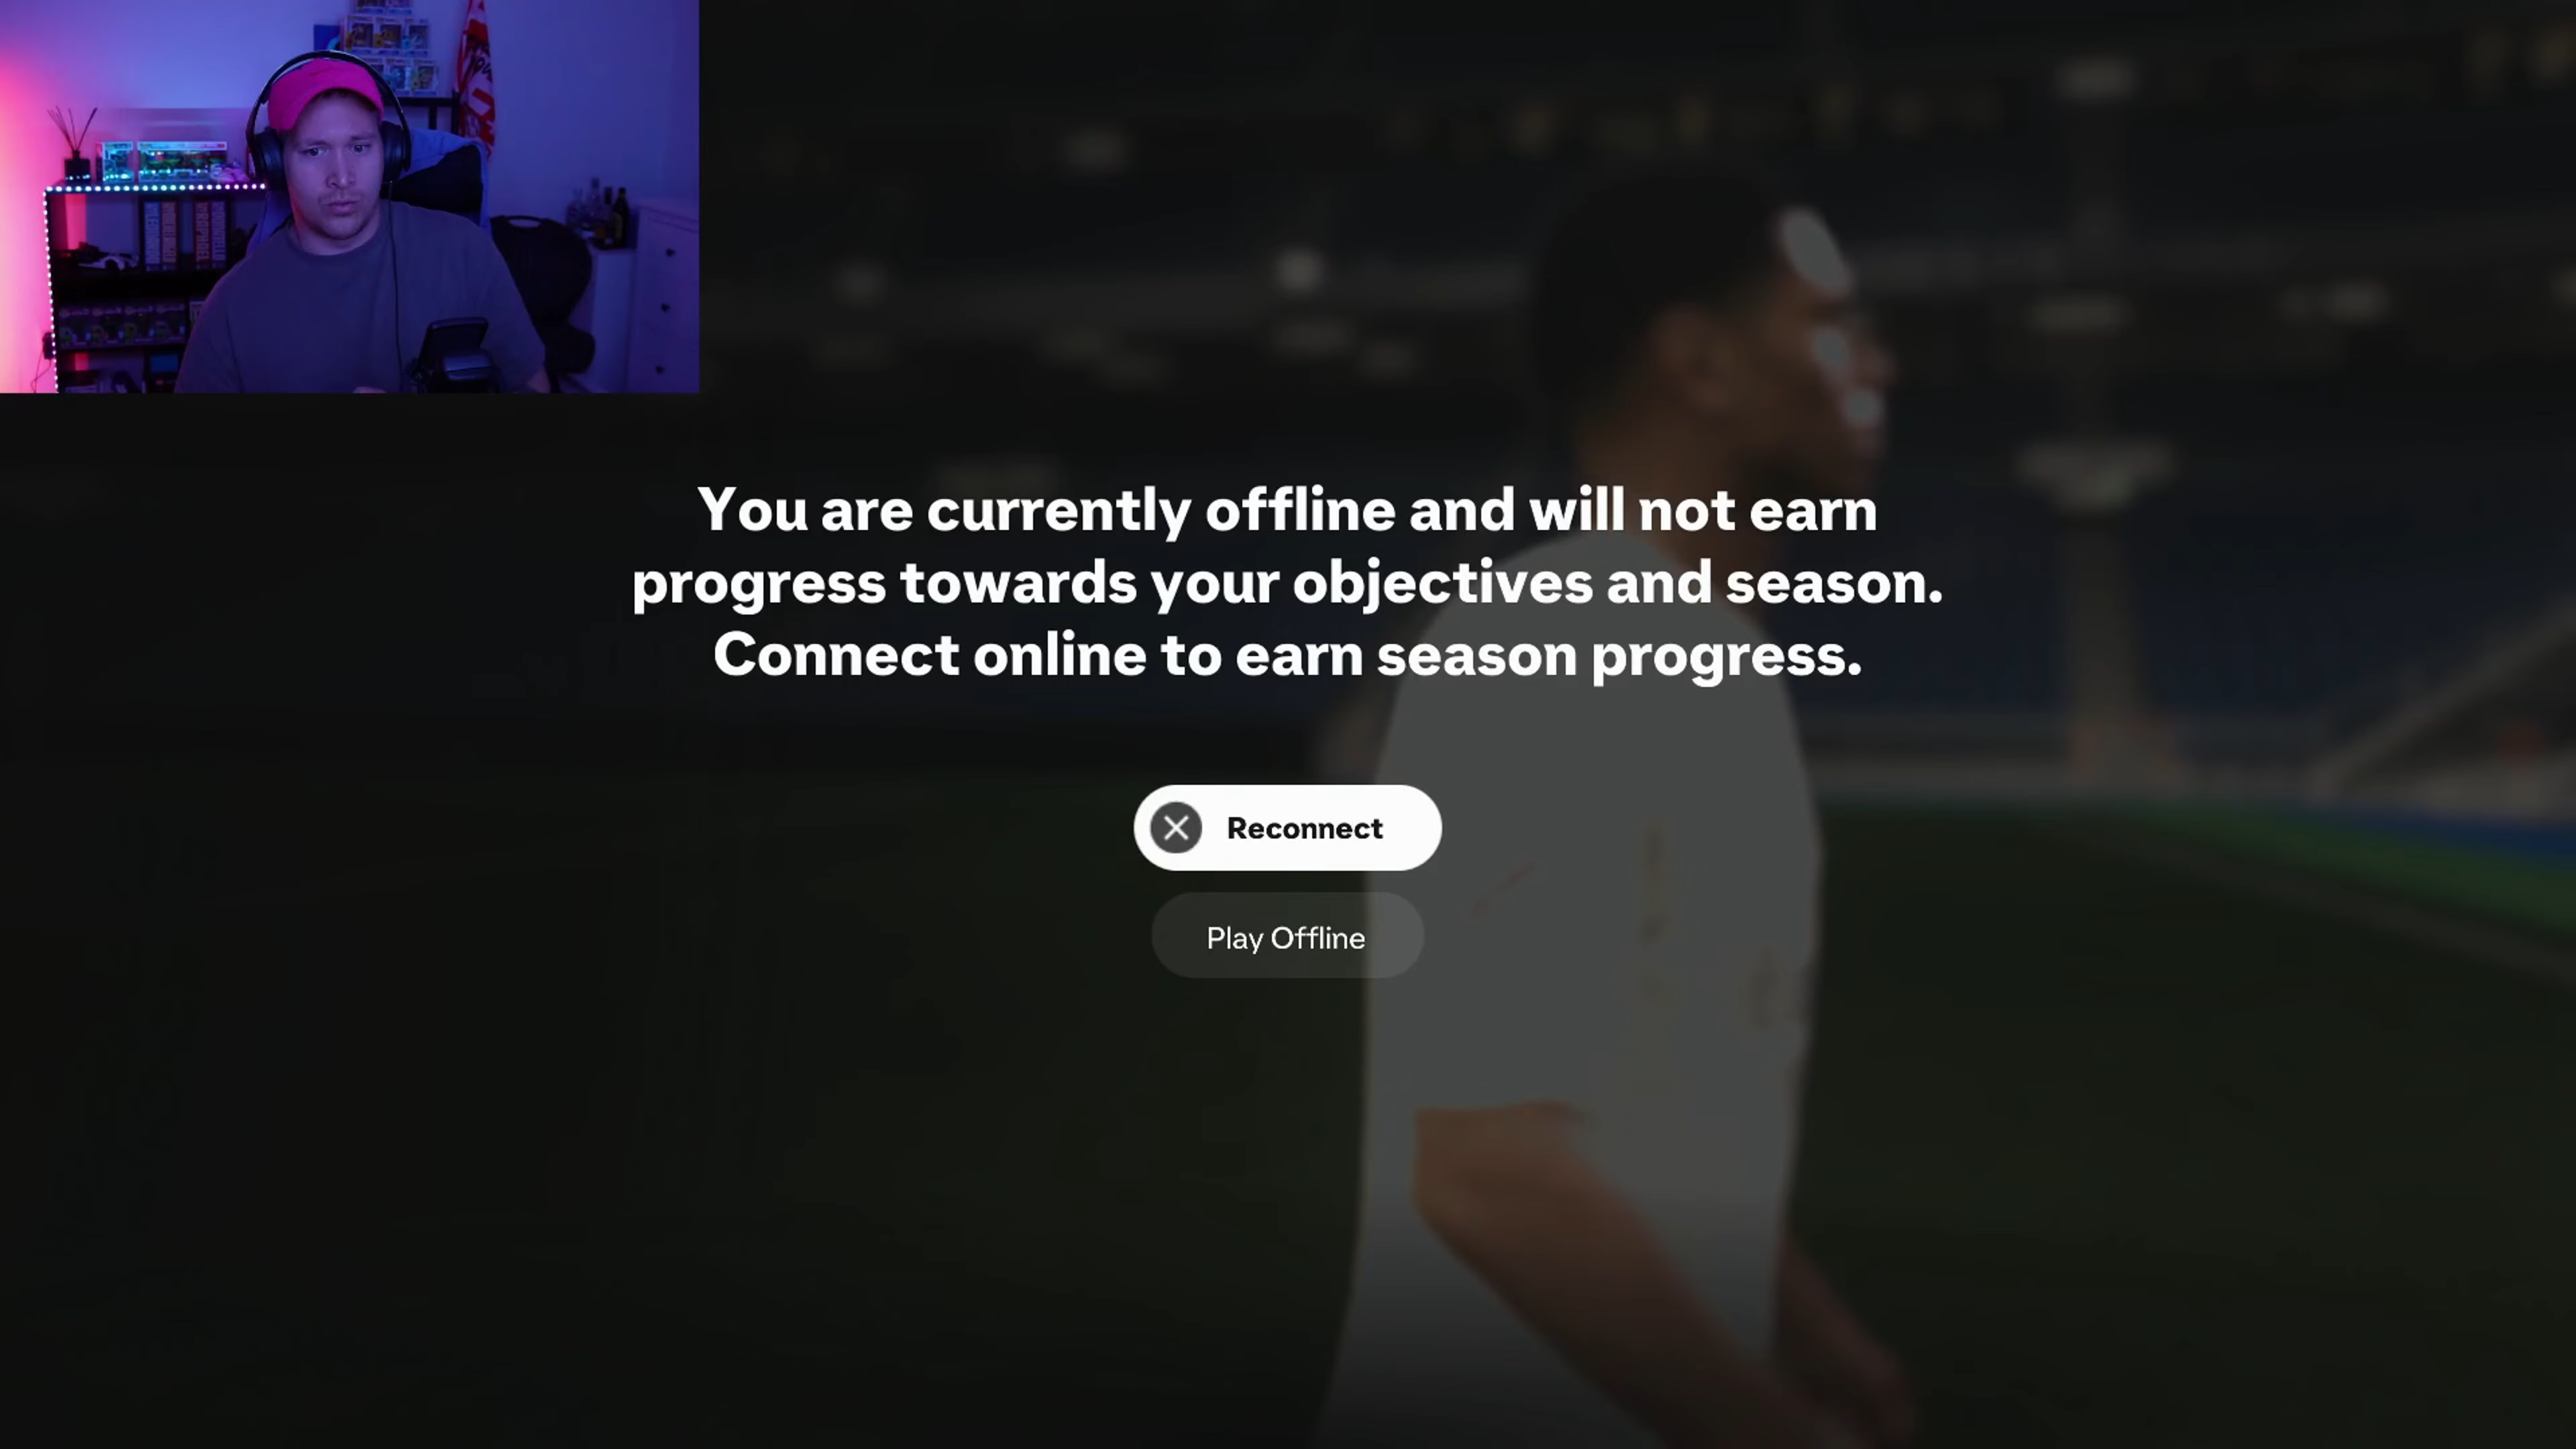 You are currently offline and will not earn
progress towards your objectives and season.
Connect online to earn season progress.
Reconnect
Play Offline